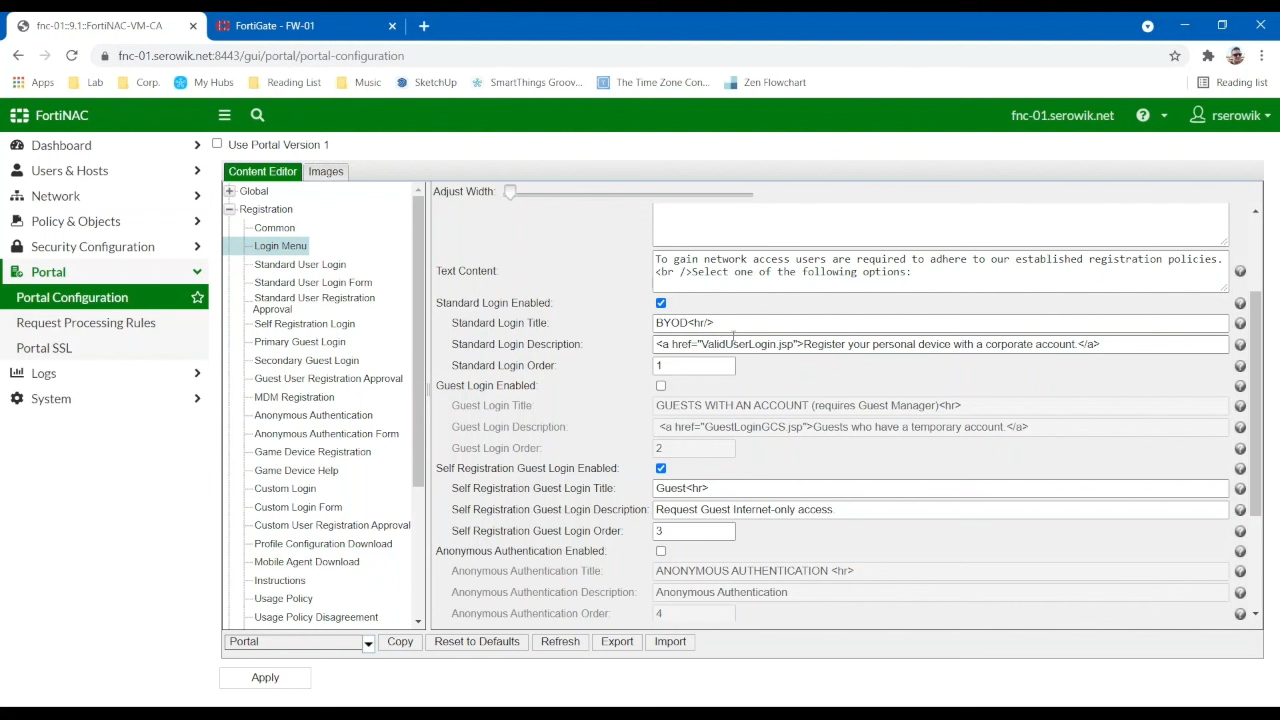 fnc-01::9.1::FortiNAC-VM-CA
FortiGate - FW-01
fnc-01.serowik.net:8443/gui/portal/portal-configuration
Apps
Lab
Corp.
My Hubs
Reading List
Music
SketchUp
SmartThings Groov...
The Time Zone Con...
Zen Flowchart
Reading list
FortiNAC
fnc-01.serowik.net
rserowik
Dashboard
Users & Hosts
Network
Policy & Objects
Security Configuration
Portal
Portal Configuration
Request Processing Rules
Portal SSL
Logs
System
Use Portal Version 1
Content Editor
Images
Global
Registration
Common
Login Menu
Standard User Login
Standard User Login Form
Standard User Registration
Approval
Self Registration Login
Primary Guest Login
Secondary Guest Login
Guest User Registration Approval
MDM Registration
Anonymous Authentication
Anonymous Authentication Form
Game Device Registration
Game Device Help
Custom Login
Custom Login Form
Custom User Registration Approval
Profile Configuration Download
Mobile Agent Download
Instructions
Usage Policy
Usage Policy Disagreement
Adjust Width:
Text Content:
To gain network access users are required to adhere to our established registration policies.
<br />Select one of the following options:
Standard Login Enabled:
Standard Login Title:
BYOD<hr/>
Standard Login Description:
<a href="ValidUserLogin.jsp">Register your personal device with a corporate account.</a>
Standard Login Order:
1
Guest Login Enabled:
Guest Login Title:
GUESTS WITH AN ACCOUNT (requires Guest Manager)<hr>
Guest Login Description:
<a href="GuestLoginGCS.jsp">Guests who have a temporary account.</a>
Guest Login Order:
2
Self Registration Guest Login Enabled:
Self Registration Guest Login Title:
Guest<hr>
Self Registration Guest Login Description:
Request Guest Internet-only access.
Self Registration Guest Login Order:
3
Anonymous Authentication Enabled:
Anonymous Authentication Title:
ANONYMOUS AUTHENTICATION <hr>
Anonymous Authentication Description:
Anonymous Authentication
Anonymous Authentication Order:
4
Portal
Copy
Reset to Defaults
Refresh
Export
Import
Apply